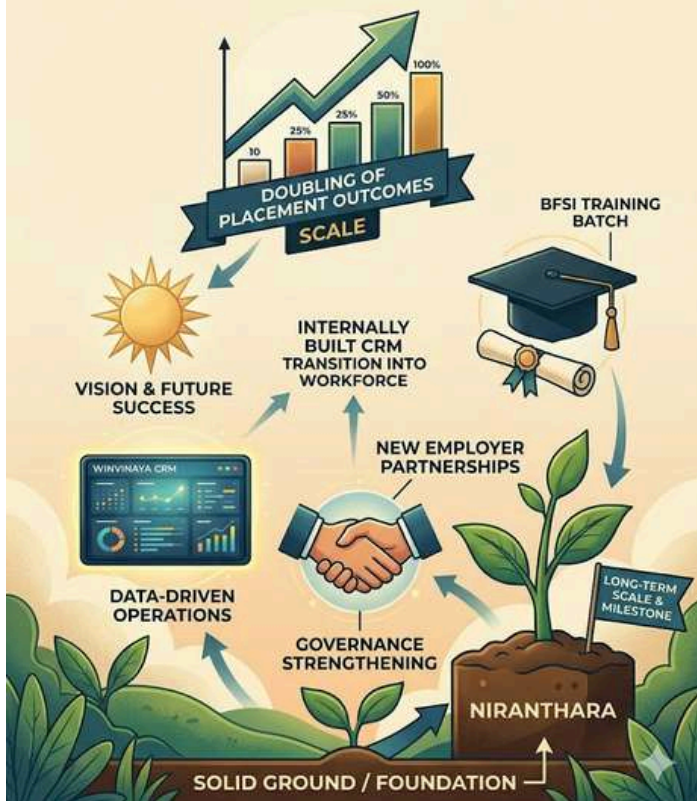 100%
50%
25%
25%
10
DOUBLING OF
PLACEMENT OUTCOMES
SCALE
BFSI TRAINING
BATCH
INTERNALLY
BUILT CRM
TRANSITION INTO
WORKFORCE
VISION & FUTURE
SUCCESS
NEW EMPLOYER
PARTNERSHIPS
WINVINAYA CRM
LONG-TERM
SCALE &
MILESTONE
DATA-DRIVEN
OPERATIONS
GOVERNANCE
STRENGTHENING
NIRANTHARA
SOLID GROUND / FOUNDATION